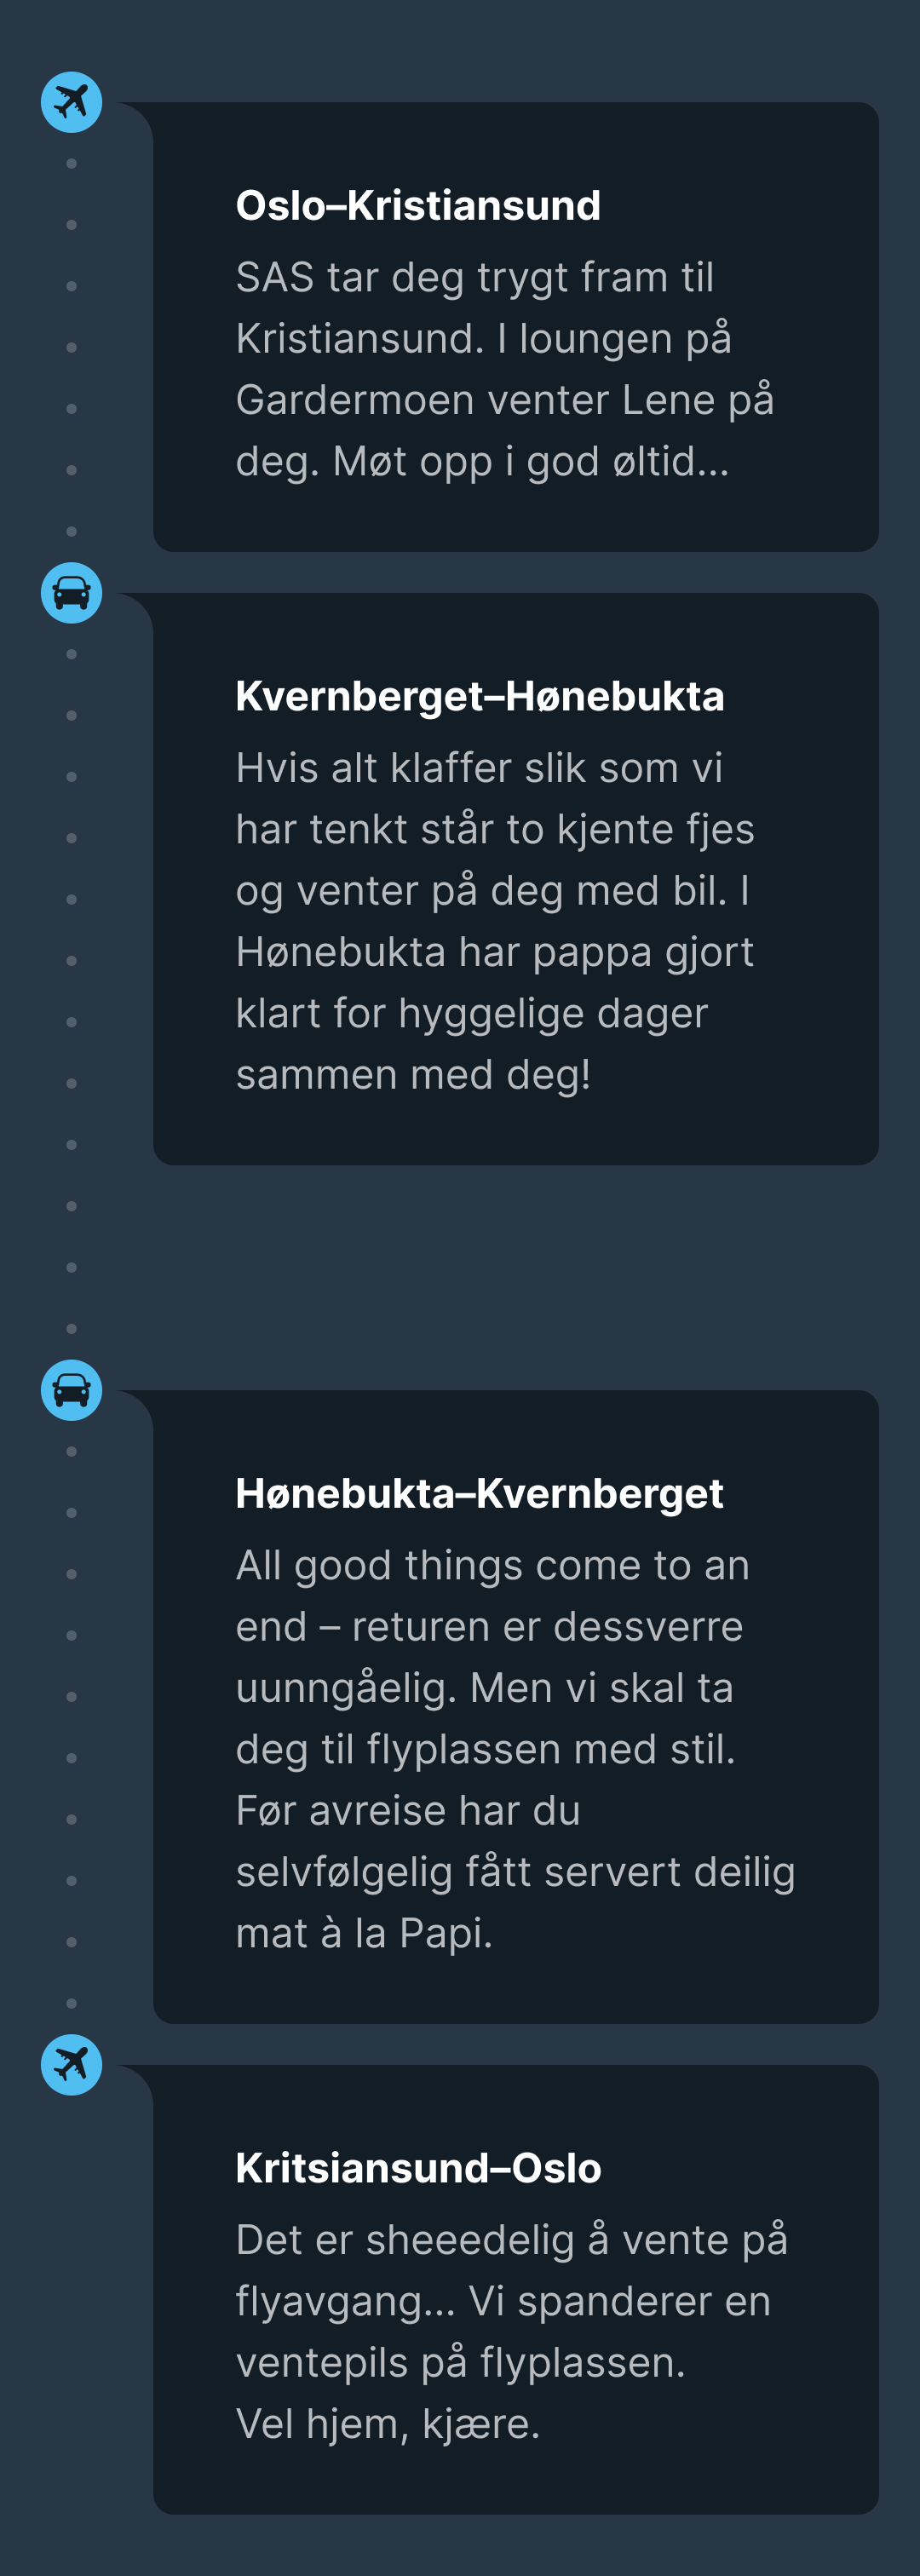 Oslo–Kristiansund
SAS tar deg trygt fram til
Kristiansund. I loungen på
Gardermoen venter Lene på
deg. Møt opp i god øltid…
Kvernberget–Hønebukta
Hvis alt klaffer slik som vi
har tenkt står to kjente fjes
og venter på deg med bil. I
Hønebukta har pappa gjort
klart for hyggelige dager
sammen med deg!
Hønebukta–Kvernberget
All good things come to an
end – returen er dessverre
uunngåelig. Men vi skal ta
deg til flyplassen med stil.
Før avreise har du
selvfølgelig fått servert deilig
mat à la Papi.
Kritsiansund–Oslo
Det er sheeedelig å vente på
flyavgang… Vi spanderer en
ventepils på flyplassen.
Vel hjem, kjære.